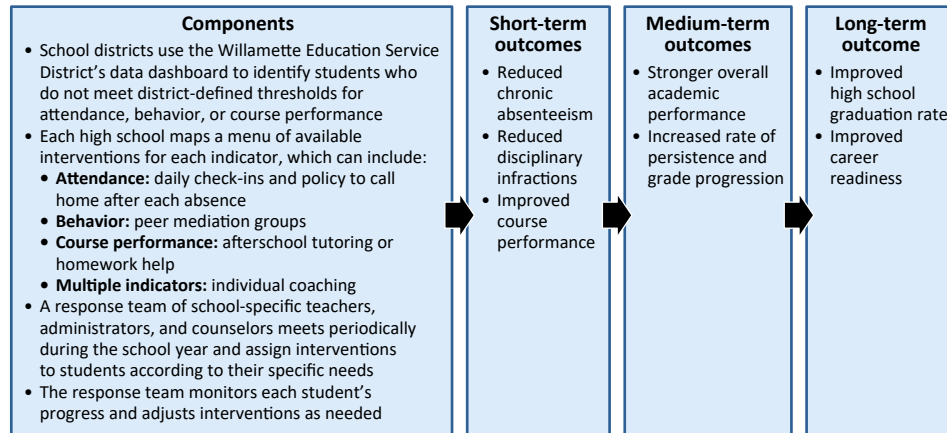 Components
• School districts use the Willamette Education Service
District’s data dashboard to identify students who
do not meet district-defined thresholds for
attendance, behavior, or course performance
• Each high school maps a menu of available
interventions for each indicator, which can include:
• Attendance: daily check-ins and policy to call
home after each absence
• Behavior: peer mediation groups
• Course performance: afterschool tutoring or
homework help
• Multiple indicators: individual coaching
• A response team of school-specific teachers,
administrators, and counselors meets periodically
during the school year and assign interventions
to students according to their specific needs
• The response team monitors each student’s
progress and adjusts interventions as needed
Short-term
outcomes
• Reduced
chronic
absenteeism
• Reduced
disciplinary
infractions
• Improved
course
performance
Medium-term
outcomes
• Stronger overall
academic
performance
• Increased rate of
persistence and
grade progression
Long-term
outcome
• Improved
high school
graduation rate
• Improved
career
readiness